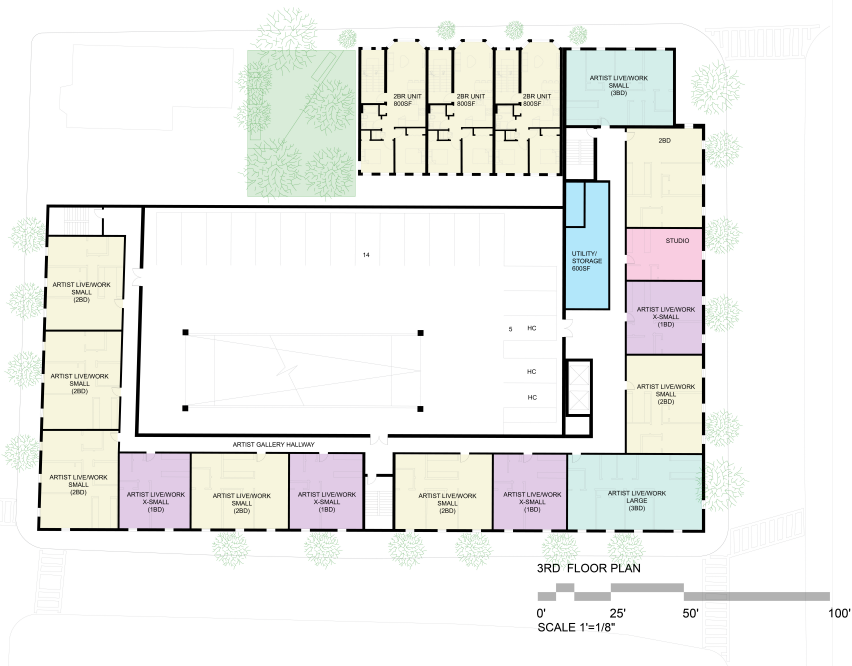 ARTIST LIVE/WORK
SMALL
(3BD)
2BR UNIT
800SF
2BR UNIT
800SF
2BR UNIT
800SF
2BD
STUDIO
14
UTILITY/
STORAGE
600SF
ARTIST LIVE/WORK
SMALL
(2BD)
ARTIST LIVE/WORK
X-SMALL
(1BD)
5
HC
HC
HC
ARTIST LIVE/WORK
SMALL
(2BD)
ARTIST LIVE/WORK
SMALL
(2BD)
ARTIST GALLERY HALLWAY
ARTIST LIVE/WORK
SMALL
(2BD)
ARTIST LIVE/WORK
X-SMALL
(1BD)
ARTIST LIVE/WORK
SMALL
(2BD)
ARTIST LIVE/WORK
X-SMALL
(1BD)
ARTIST LIVE/WORK
SMALL
(2BD)
ARTIST LIVE/WORK
X-SMALL
(1BD)
ARTIST LIVE/WORK
LARGE
(3BD)
3RD FLOOR PLAN
0' 25' 50' 100'
SCALE 1'=1/8"